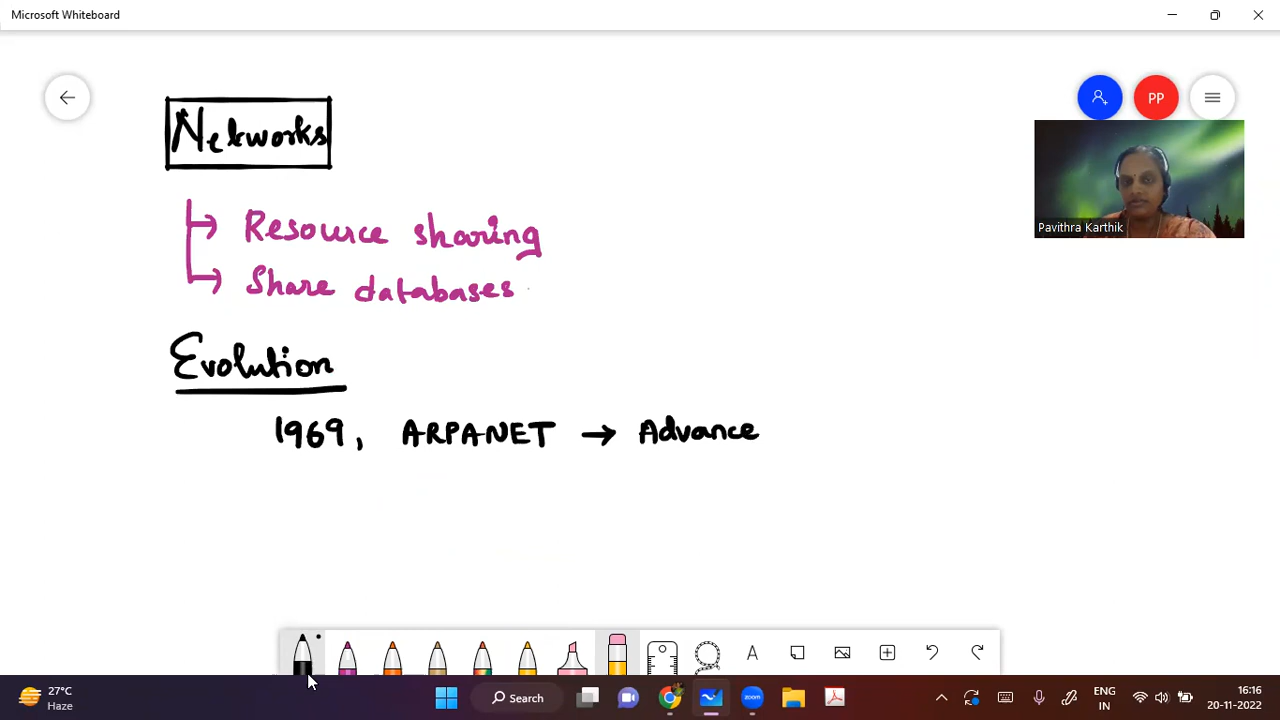 Microsoft Whiteboard
Networks
PP
Resource sharing
Pavithra Karthik
Share databases
Evolution
1969, ARPANET → Advance
A
27°C
Haze
Search
zoom
ENG
IN
16:16
20-11-2022